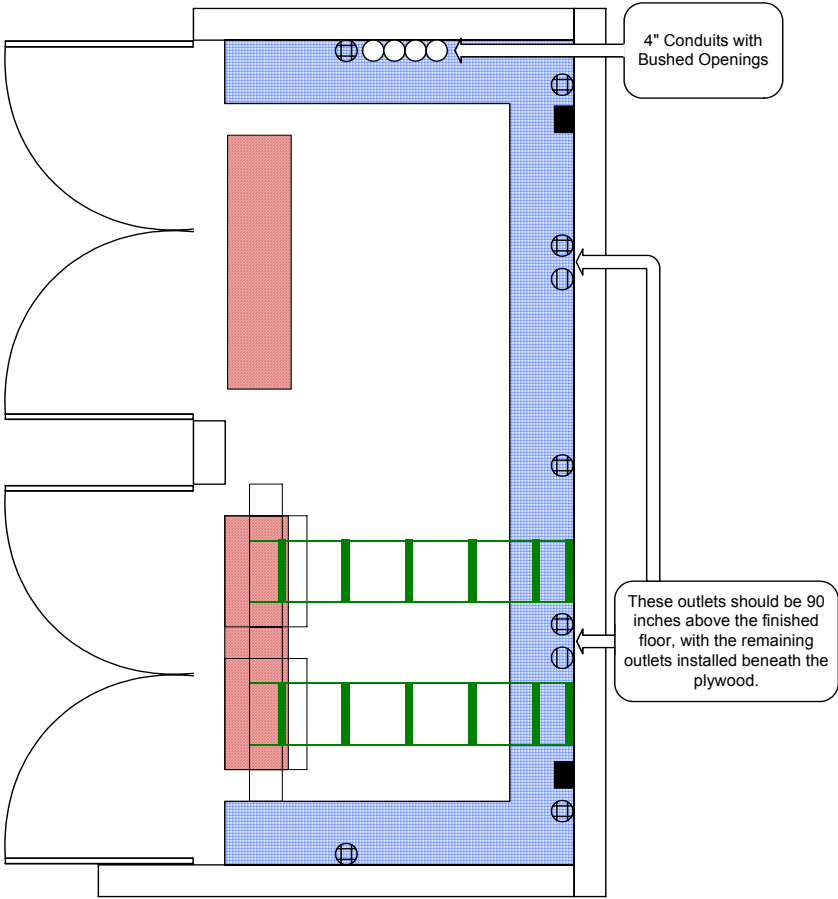 4" Conduits with
Bushed Openings
These outlets should be 90
inches above the finished
floor, with the remaining
outlets installed beneath the
plywood.